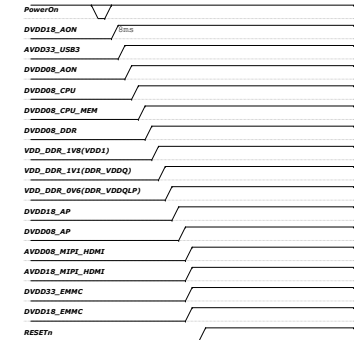 PowerOn
DVDD18_AON 8ms
AVDD33_USB3
DVDD08_AON
DVDD08_CPU
DVDD08_CPU_MEM
DVDD08_DDR
VDD_DDR_1V8(VDD1)
VDD_DDR_1V1(DDR_VDDQ)
VDD_DDR_0V6(DDR_VDDQLP)
DVDD18_AP
DVDD08_AP
AVDD08_MIPI_HDMI
AVDD18_MIPI_HDMI
DVDD33_EMMC
DVDD18_EMMC
RESETn